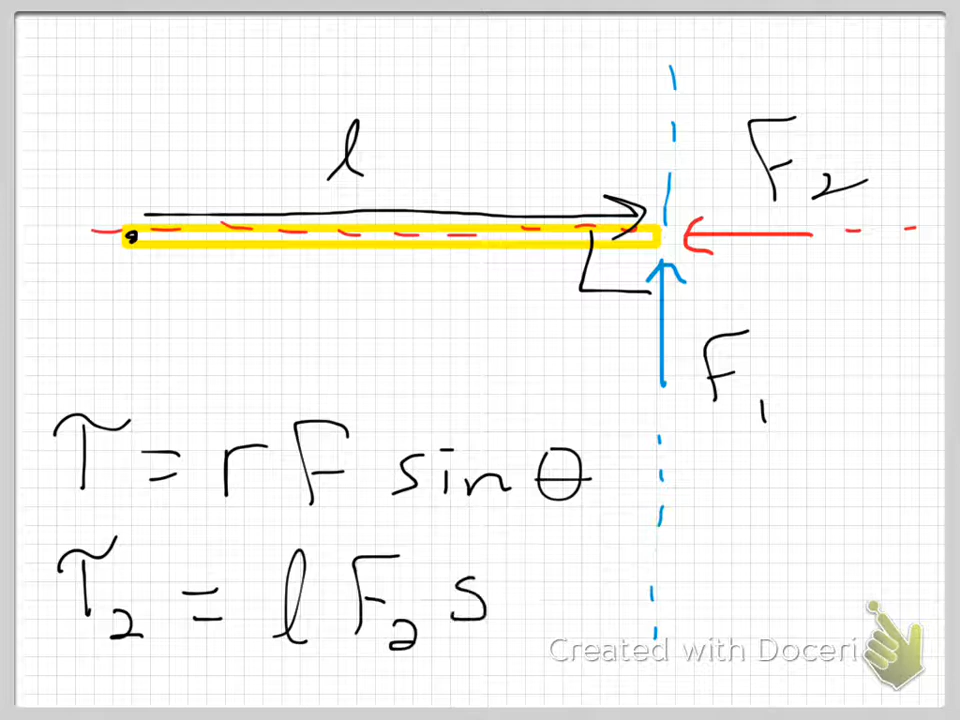 l
F₂
F₁
τ = r F sin θ
τ₂ = l F₂ s
Created with Doceri